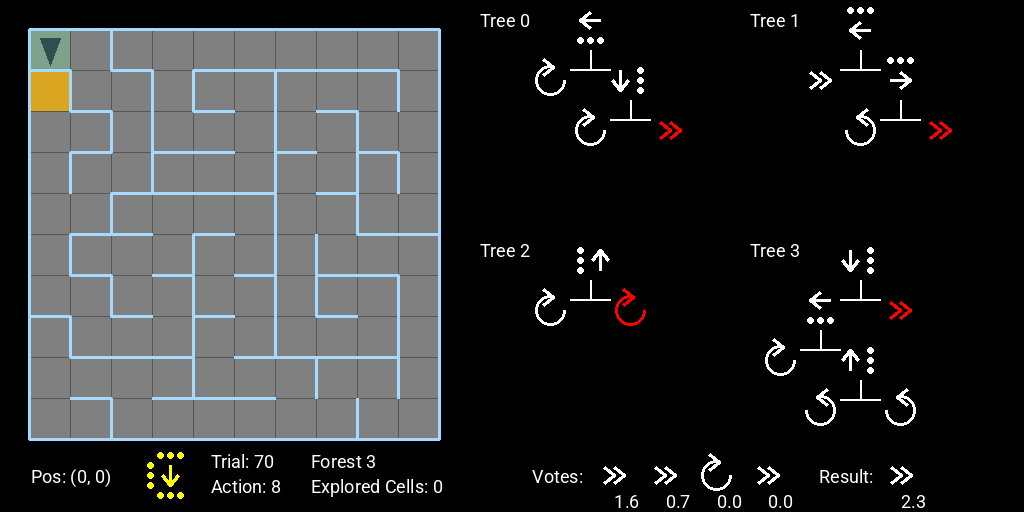 Tree 0
Tree 1
Tree 2
Tree 3
Pos: (0, 0)
Trial: 70
Forest 3
Action: 8
Explored Cells: 0
Votes:
Result:
1.6
0.7
0.0
0.0
2.3